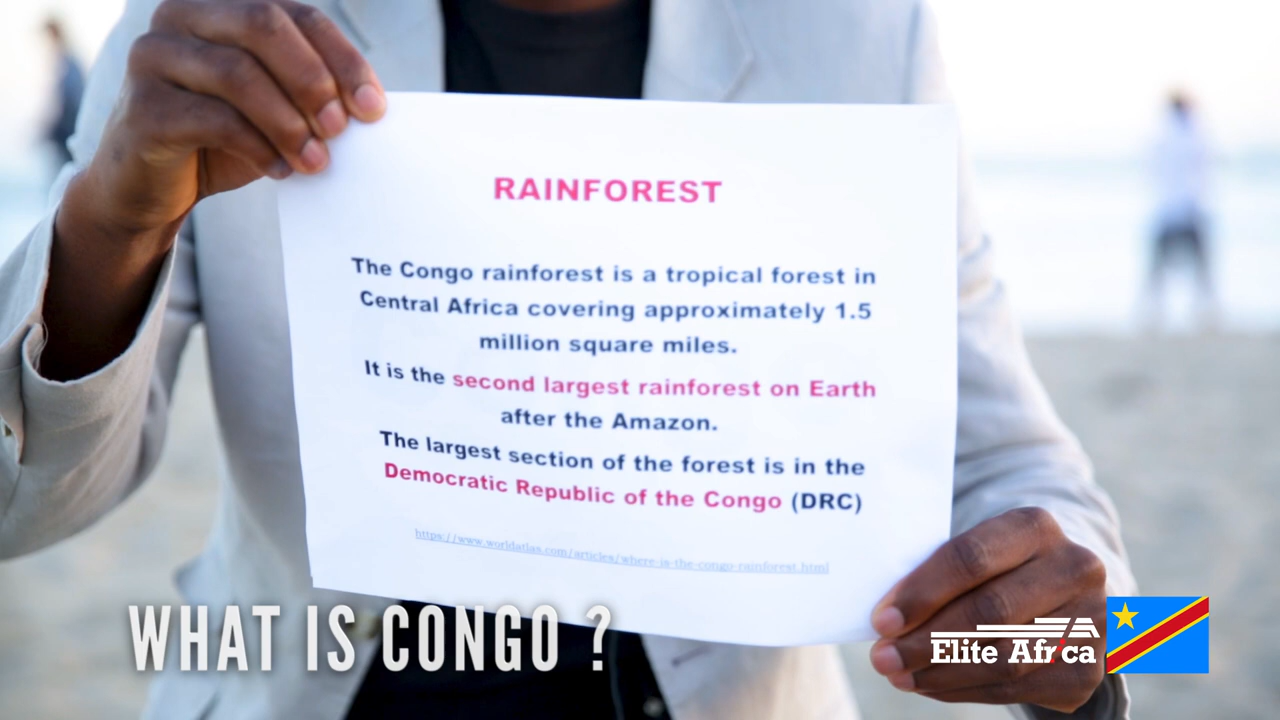 RAINFOREST
The Congo rainforest is a tropical forest in
Central Africa covering approximately 1.5
million square miles.
It is the second largest rainforest on Earth
after the Amazon.
The largest section of the forest is in the
Democratic Republic of the Congo (DRC)
https://www.worldatlas.com/articles/where-is-the-congo-rainforest.html
WHAT IS CONGO ?
Elite Africa